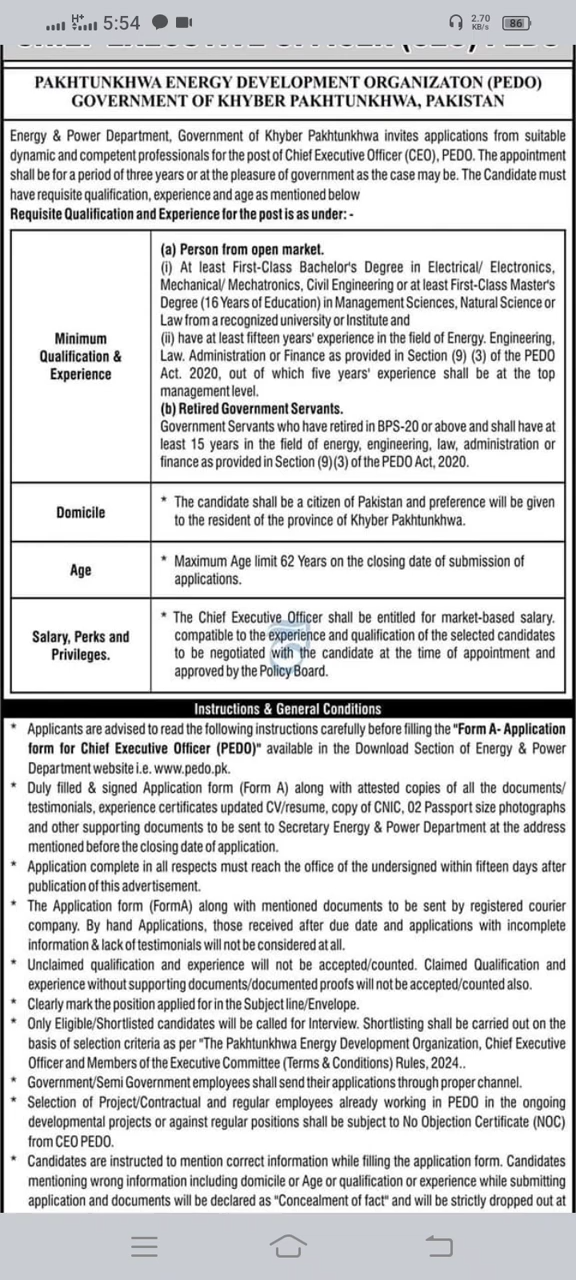 5:54
2.70
KB/s
86
CHIEF EXECUTIVE OFFICER (CEO) PEDO
PAKHTUNKHWA ENERGY DEVELOPMENT ORGANIZATON (PEDO)
GOVERNMENT OF KHYBER PAKHTUNKHWA, PAKISTAN
Energy & Power Department, Government of Khyber Pakhtunkhwa invites applications from suitable
dynamic and competent professionals for the post of Chief Executive Officer (CEO), PEDO. The appointment
shall be for a period of three years or at the pleasure of government as the case may be. The Candidate must
have requisite qualification, experience and age as mentioned below
Requisite Qualification and Experience for the post is as under: -
Minimum
Qualification &
Experience
(a) Person from open market.
(i) At least First-Class Bachelor's Degree in Electrical/ Electronics,
Mechanical/ Mechatronics, Civil Engineering or at least First-Class Master's
Degree (16 Years of Education) in Management Sciences, Natural Science or
Law from a recognized university or Institute and
(ii) have at least fifteen years' experience in the field of Energy. Engineering,
Law. Administration or Finance as provided in Section (9) (3) of the PEDO
Act. 2020, out of which five years' experience shall be at the top
management level.
(b) Retired Government Servants.
Government Servants who have retired in BPS-20 or above and shall have at
least 15 years in the field of energy, engineering, law, administration or
finance as provided in Section (9)(3) of the PEDO Act, 2020.
Domicile
* The candidate shall be a citizen of Pakistan and preference will be given
to the resident of the province of Khyber Pakhtunkhwa.
Age
* Maximum Age limit 62 Years on the closing date of submission of
applications.
Salary, Perks and
Privileges.
* The Chief Executive Officer shall be entitled for market-based salary.
compatible to the experience and qualification of the selected candidates
to be negotiated with the candidate at the time of appointment and
approved by the Policy Board.
Instructions & General Conditions
* Applicants are advised to read the following instructions carefully before filling the "Form A- Application
form for Chief Executive Officer (PEDO)" available in the Download Section of Energy & Power
Department website i.e. www.pedo.pk.
* Duly filled & signed Application form (Form A) along with attested copies of all the documents/
testimonials, experience certificates updated CV/resume, copy of CNIC, 02 Passport size photographs
and other supporting documents to be sent to Secretary Energy & Power Department at the address
mentioned before the closing date of application.
* Application complete in all respects must reach the office of the undersigned within fifteen days after
publication of this advertisement.
* The Application form (FormA) along with mentioned documents to be sent by registered courier
company. By hand Applications, those received after due date and applications with incomplete
information & lack of testimonials will not be considered at all.
* Unclaimed qualification and experience will not be accepted/counted. Claimed Qualification and
experience without supporting documents/documented proofs will not be accepted/counted also.
* Clearly mark the position applied for in the Subject line/Envelope.
* Only Eligible/Shortlisted candidates will be called for Interview. Shortlisting shall be carried out on the
basis of selection criteria as per "The Pakhtunkhwa Energy Development Organization, Chief Executive
Officer and Members of the Executive Committee (Terms & Conditions) Rules, 2024..
* Government/Semi Government employees shall send their applications through proper channel.
* Selection of Project/Contractual and regular employees already working in PEDO in the ongoing
developmental projects or against regular positions shall be subject to No Objection Certificate (NOC)
from CEO PEDO.
* Candidates are instructed to mention correct information while filling the application form. Candidates
mentioning wrong information including domicile or Age or qualification or experience while submitting
application and documents will be declared as "Concealment of fact" and will be strictly dropped out at